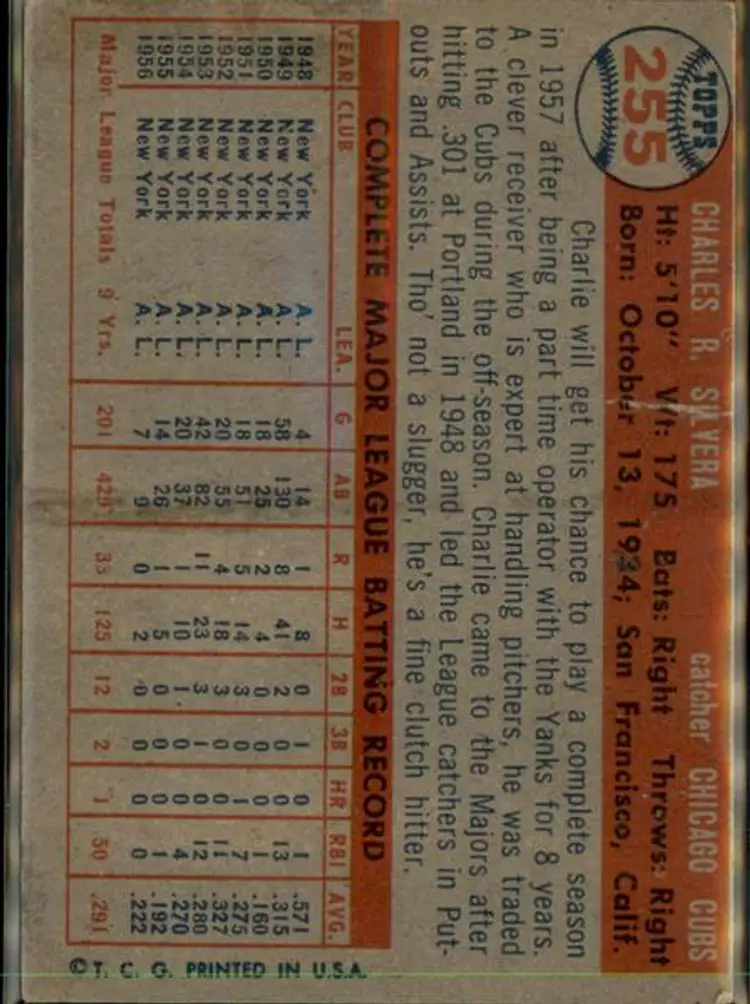 TOPPS
255
CHARLES R. SILVERA catcher CHICAGO CUBS
Ht: 5'10" Wt: 175 Bats: Right Throws: Right
Born: October 13, 1924; San Francisco, Calif.
Charlie will get his chance to play a complete season
in 1957 after being a part time operator with the Yanks for 8 years.
A clever receiver who is expert at handling pitchers, he was traded
to the Cubs during the off-season. Charlie came to the Majors after
hitting .301 at Portland in 1948 and led the League catchers in Put-
outs and Assists. Tho' not a slugger, he's a fine clutch hitter.
COMPLETE MAJOR LEAGUE BATTING RECORD
YEAR CLUB LEA. G AB R H 2B 3B HR RBI AVG.
1948 New York A. L. 4 14 1 8 0 1 0 1 .571
1949 New York A. L. 58 130 8 41 2 0 0 13 .315
1950 New York A. L. 18 25 2 4 0 0 0 1 .160
1951 New York A. L. 18 51 5 14 3 0 1 7 .275
1952 New York A. L. 20 55 4 18 3 0 0 11 .327
1953 New York A. L. 42 82 11 23 3 1 0 12 .280
1954 New York A. L. 20 37 1 10 1 0 0 4 .270
1955 New York A. L. 14 26 1 5 0 0 0 1 .192
1956 New York A. L. 7 9 0 2 0 0 0 0 .222
Major League Totals 9 Yrs. 201 429 33 125 12 2 1 50 .291
© T. C. G. PRINTED IN U.S.A.